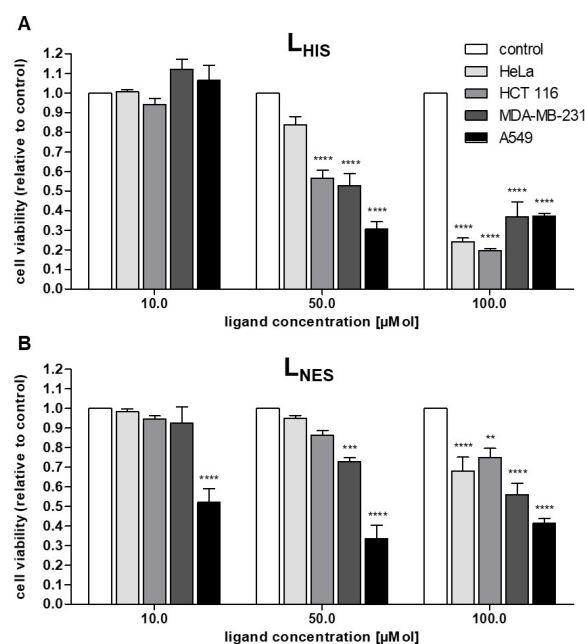 A
L_HIS
control
HeLa
HCT 116
MDA-MB-231
A549
cell viability (relative to control)
1.2
1.1
1.0
0.9
0.8
0.7
0.6
0.5
0.4
0.3
0.2
0.1
0.0
**** ****
****
**** ****
**** ****
10.0 50.0 100.0
ligand concentration [µMol]
B
L_NES
cell viability (relative to control)
1.2
1.1
1.0
0.9
0.8
0.7
0.6
0.5
0.4
0.3
0.2
0.1
0.0
****
***
****
**** **
****
****
10.0 50.0 100.0
ligand concentration [µMol]